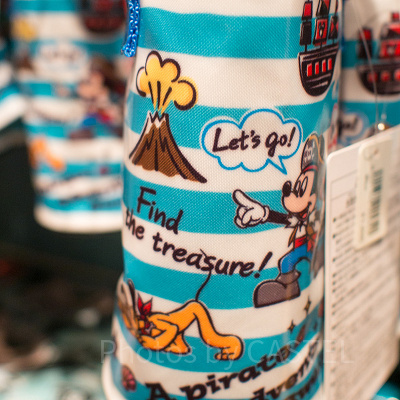 Let's go!
Find
the treasure!
Photos by CASTEL
A pirate